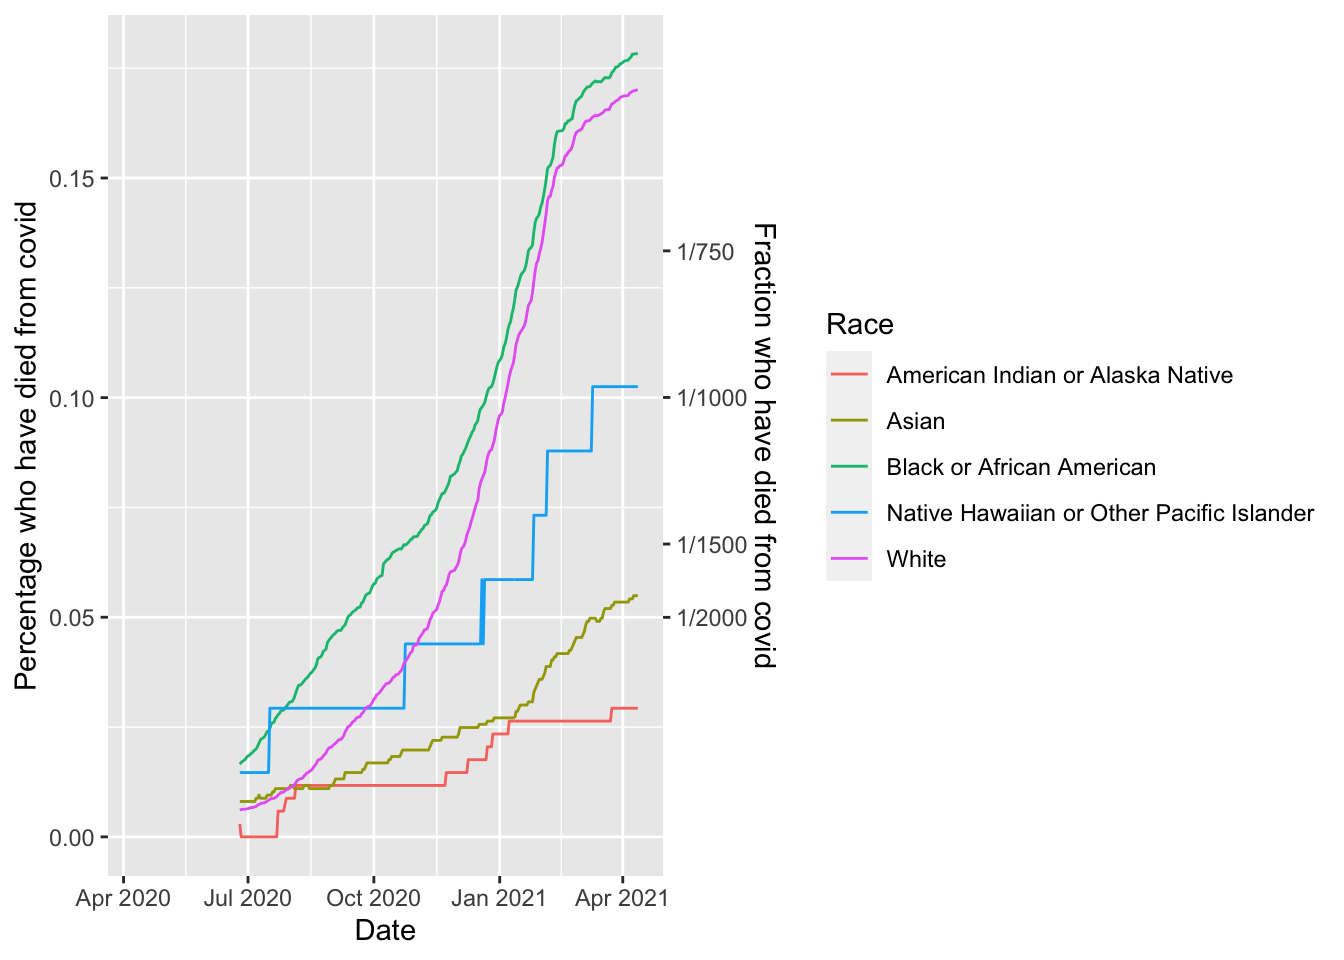 Percentage who have died from covid
0.15
0.10
0.05
0.00
Apr 2020 Jul 2020 Oct 2020 Jan 2021 Apr 2021
Date
1/750
1/1000
1/1500
1/2000
Fraction who have died from covid
Race
American Indian or Alaska Native
Asian
Black or African American
Native Hawaiian or Other Pacific Islander
White